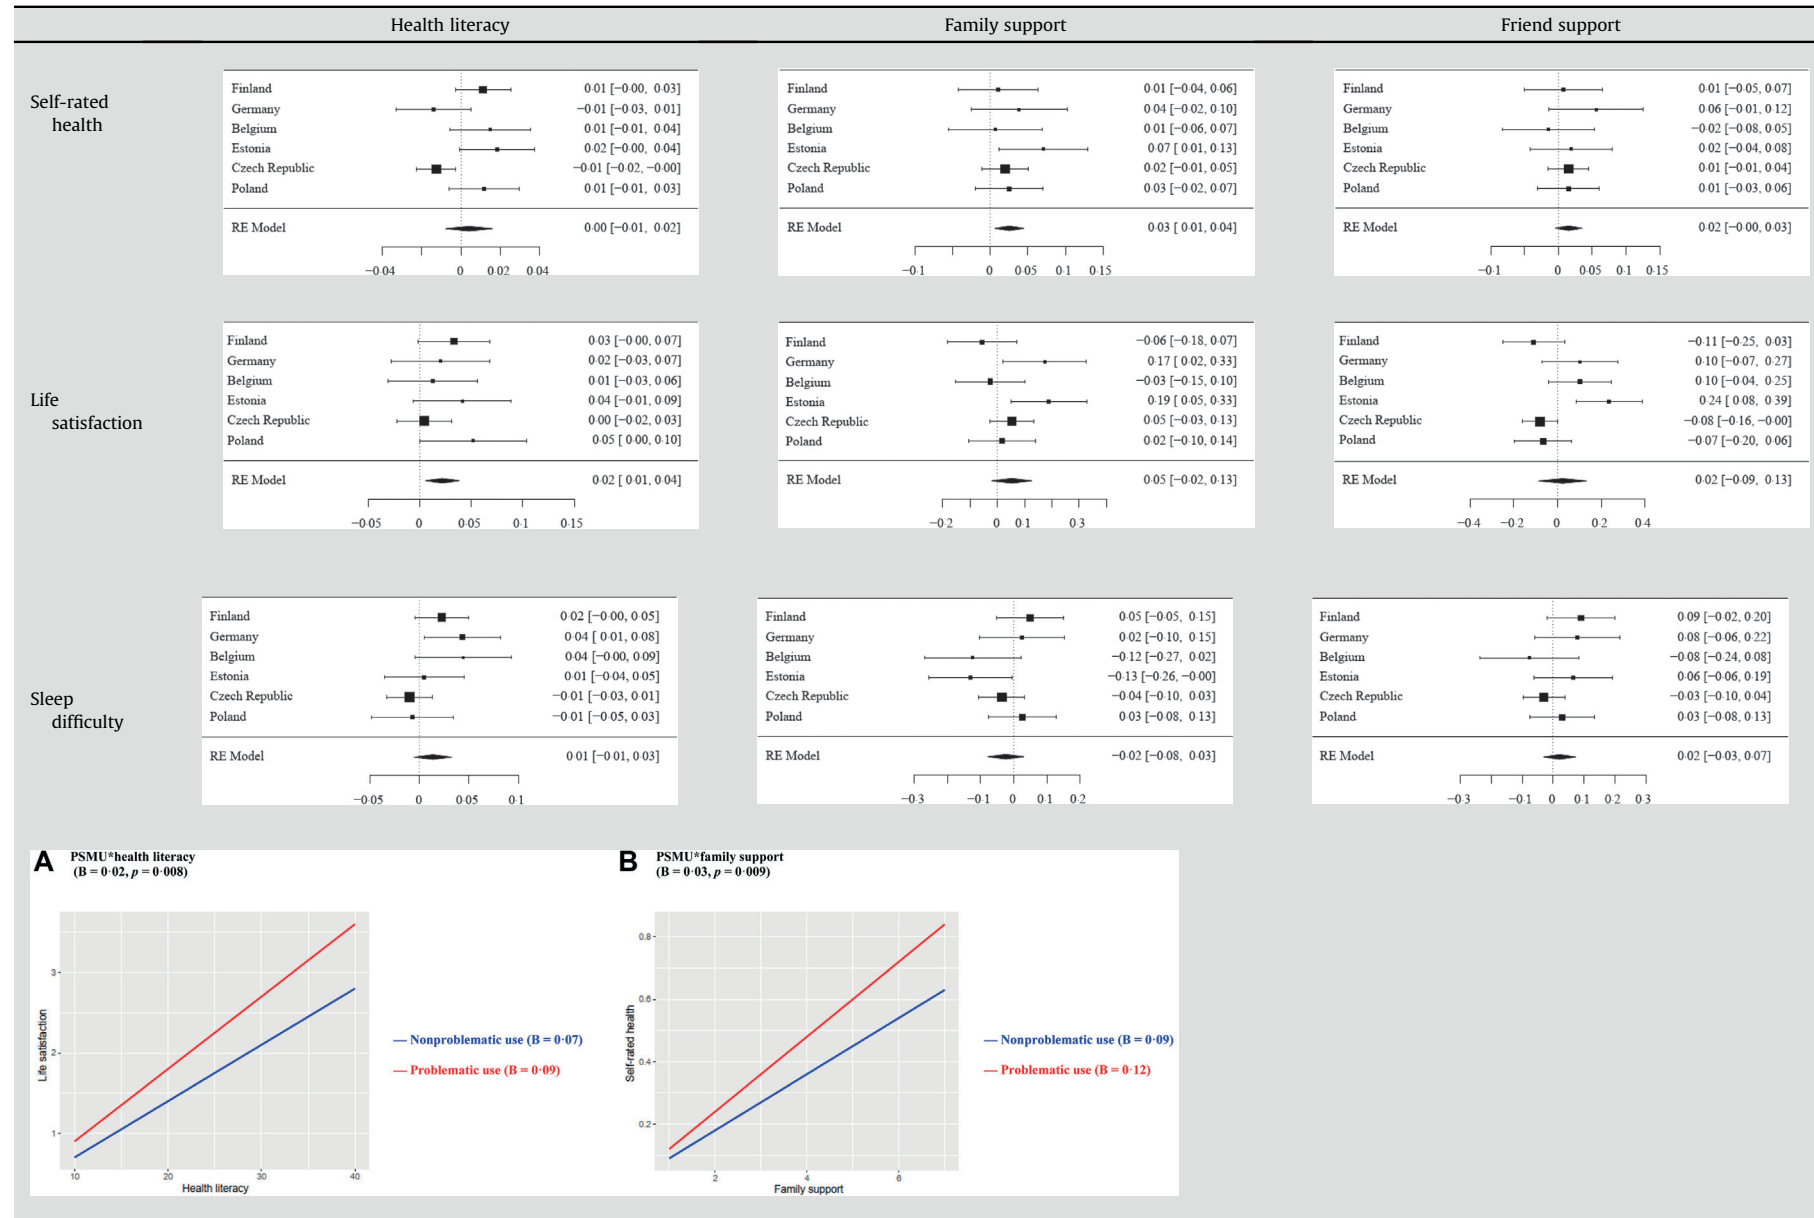 Health literacy Family support Friend support
Self-rated
health
Finland 0·01 [−0·00, 0·03]
Germany −0·01 [−0·03, 0·01]
Belgium 0·01 [−0·01, 0·04]
Estonia 0·02 [−0·00, 0·04]
Czech Republic −0·01 [−0·02, −0·00]
Poland 0·01 [−0·01, 0·03]
RE Model 0·00 [−0·01, 0·02]
−0·04 0 0·02 0·04
Finland 0·01 [−0·04, 0·06]
Germany 0·04 [−0·02, 0·10]
Belgium 0·01 [−0·06, 0·07]
Estonia 0·07 [ 0·01, 0·13]
Czech Republic 0·02 [−0·01, 0·05]
Poland 0·03 [−0·02, 0·07]
RE Model 0·03 [ 0·01, 0·04]
−0·1 0 0·05 0·15
Finland 0·01 [−0·05, 0·07]
Germany 0·06 [−0·01, 0·12]
Belgium −0·02 [−0·08, 0·05]
Estonia 0·02 [−0·04, 0·08]
Czech Republic 0·01 [−0·01, 0·04]
Poland 0·01 [−0·03, 0·06]
RE Model 0·02 [−0·00, 0·03]
−0·1 0 0·05 0·1 0·15
Life
satisfaction
Finland 0·03 [−0·00, 0·07]
Germany 0·02 [−0·03, 0·07]
Belgium 0·01 [−0·03, 0·06]
Estonia 0·04 [−0·01, 0·09]
Czech Republic 0·00 [−0·02, 0·03]
Poland 0·05 [ 0·00, 0·10]
RE Model 0·02 [ 0·01, 0·04]
−0·05 0 0·05 0·1 0·15
Finland −0·06 [−0·18, 0·07]
Germany 0·17 [ 0·02, 0·33]
Belgium −0·03 [−0·15, 0·10]
Estonia 0·19 [ 0·05, 0·33]
Czech Republic 0·05 [−0·03, 0·13]
Poland 0·02 [−0·10, 0·14]
RE Model 0·05 [−0·02, 0·13]
−0·2 0 0·1 0·3
Finland −0·11 [−0·25, 0·03]
Germany 0·10 [−0·07, 0·27]
Belgium 0·10 [−0·04, 0·25]
Estonia 0·24 [ 0·08, 0·39]
Czech Republic −0·08 [−0·16, −0·00]
Poland −0·07 [−0·20, 0·06]
RE Model 0·02 [−0·09, 0·13]
−0·4 −0·2 0 0·2 0·4
Sleep
difficulty
Finland 0·02 [−0·00, 0·05]
Germany 0·04 [ 0·01, 0·08]
Belgium 0·04 [−0·00, 0·09]
Estonia 0·01 [−0·04, 0·05]
Czech Republic −0·01 [−0·03, 0·01]
Poland −0·01 [−0·05, 0·03]
RE Model 0·01 [−0·01, 0·03]
−0·05 0 0·05 0·1
Finland 0·05 [−0·05, 0·15]
Germany 0·02 [−0·10, 0·15]
Belgium −0·12 [−0·27, 0·02]
Estonia −0·13 [−0·26, −0·00]
Czech Republic −0·04 [−0·10, 0·03]
Poland 0·03 [−0·08, 0·13]
RE Model −0·02 [−0·08, 0·03]
−0·3 −0·1 0 0·1 0·2
Finland 0·09 [−0·02, 0·20]
Germany 0·08 [−0·06, 0·22]
Belgium −0·08 [−0·24, 0·08]
Estonia 0·06 [−0·06, 0·19]
Czech Republic −0·03 [−0·10, 0·04]
Poland 0·03 [−0·08, 0·13]
RE Model 0·02 [−0·03, 0·07]
−0·3 −0·1 0 0·1 0·2 0·3
A PSMU*health literacy
(B = 0·02, p = 0·008)
Life satisfaction
3
2
1
10 20 30 40
Health literacy
— Nonproblematic use (B = 0·07)
— Problematic use (B = 0·09)
B PSMU*family support
(B = 0·03, p = 0·009)
Self-rated health
0.8
0.6
0.4
0.2
2 4 6
Family support
— Nonproblematic use (B = 0·09)
— Problematic use (B = 0·12)